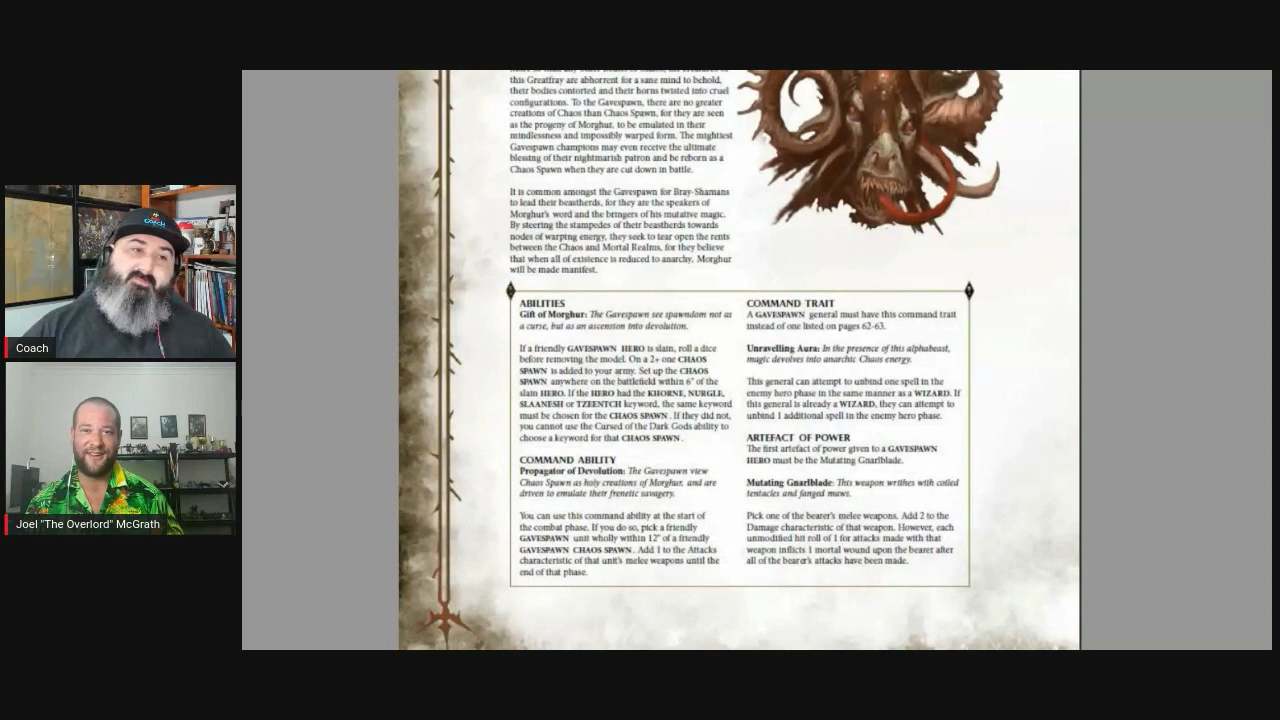 Coach
Coach
Joel "The Overlord" McGrath
this Greatfray are abhorrent for a sane mind to behold,
their bodies contorted and their horns twisted into cruel
configurations. To the Gavespawn, there are no greater
creations of Chaos than Chaos Spawn, for they are seen
as the progeny of Morghur, to be emulated in their
mindlessness and impossibly warped form. The mightiest
Gavespawn champions may even receive the ultimate
blessing of their nightmarish patron and be reborn as a
Chaos Spawn when they are cut down in battle.
It is common amongst the Gavespawn for Bray-Shamans
to lead their beastherds, for they are the speakers of
Morghur's word and the bringers of his mutative magic.
By steering the stampedes of their beastherds towards
nodes of warping energy, they seek to tear open the rents
between the Chaos and Mortal Realms, for they believe
that when all of existence is reduced to anarchy, Morghur
will be made manifest.
ABILITIES
Gift of Morghur: The Gavespawn see spawndom not as
a curse, but as an ascension into devolution.
If a friendly GAVESPAWN HERO is slain, roll a dice
before removing the model. On a 2+ one CHAOS
SPAWN is added to your army. Set up the CHAOS
SPAWN anywhere on the battlefield within 6" of the
slain HERO. If the HERO had the KHORNE, NURGLE,
SLAANESH or TZEENTCH keyword, the same keyword
must be chosen for the CHAOS SPAWN. If they did not,
you cannot use the Cursed of the Dark Gods ability to
choose a keyword for that CHAOS SPAWN.
COMMAND ABILITY
Propagator of Devolution: The Gavespawn view
Chaos Spawn as holy creations of Morghur, and are
driven to emulate their frenetic savagery.
You can use this command ability at the start of
the combat phase. If you do so, pick a friendly
GAVESPAWN unit wholly within 12" of a friendly
GAVESPAWN CHAOS SPAWN. Add 1 to the Attacks
characteristic of that unit's melee weapons until the
end of that phase.
COMMAND TRAIT
A GAVESPAWN general must have this command trait
instead of one listed on pages 62-63.
Unravelling Aura: In the presence of this alphabeast,
magic devolves into anarchic Chaos energy.
This general can attempt to unbind one spell in the
enemy hero phase in the same manner as a WIZARD. If
this general is already a WIZARD, they can attempt to
unbind 1 additional spell in the enemy hero phase.
ARTEFACT OF POWER
The first artefact of power given to a GAVESPAWN
HERO must be the Mutating Gnarlblade.
Mutating Gnarlblade: This weapon writhes with coiled
tentacles and fanged maws.
Pick one of the bearer's melee weapons. Add 2 to the
Damage characteristic of that weapon. However, each
unmodified hit roll of 1 for attacks made with that
weapon inflicts 1 mortal wound upon the bearer after
all of the bearer's attacks have been made.